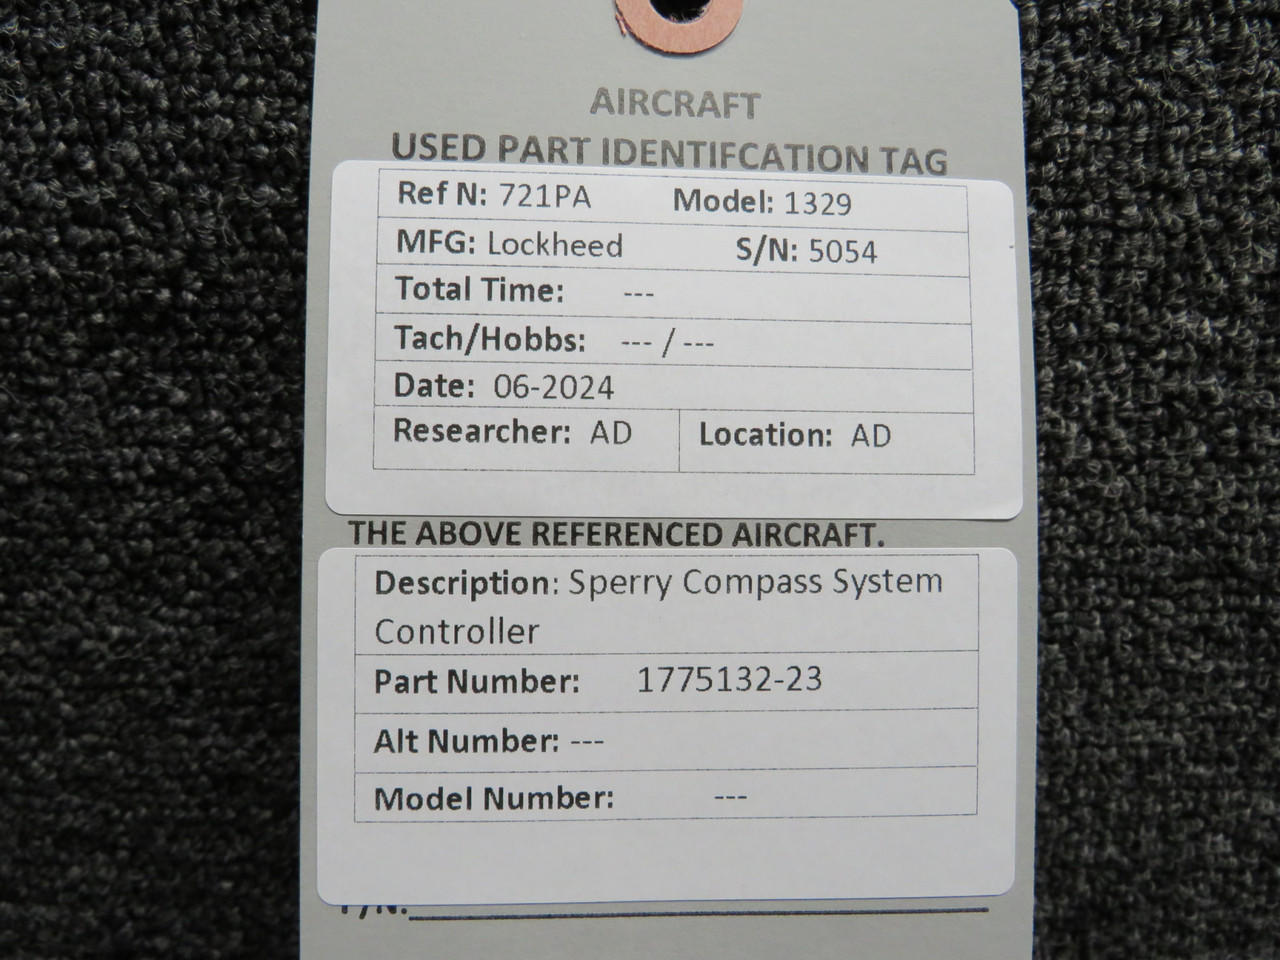 AIRCRAFT
USED PART IDENTIFCATION TAG
Ref N: 721PA Model: 1329
MFG: Lockheed S/N: 5054
Total Time: ---
Tach/Hobbs: --- / ---
Date: 06-2024
Researcher: AD Location: AD
THE ABOVE REFERENCED AIRCRAFT.
Description: Sperry Compass System
Controller
Part Number: 1775132-23
Alt Number: ---
Model Number: ---
P/N: